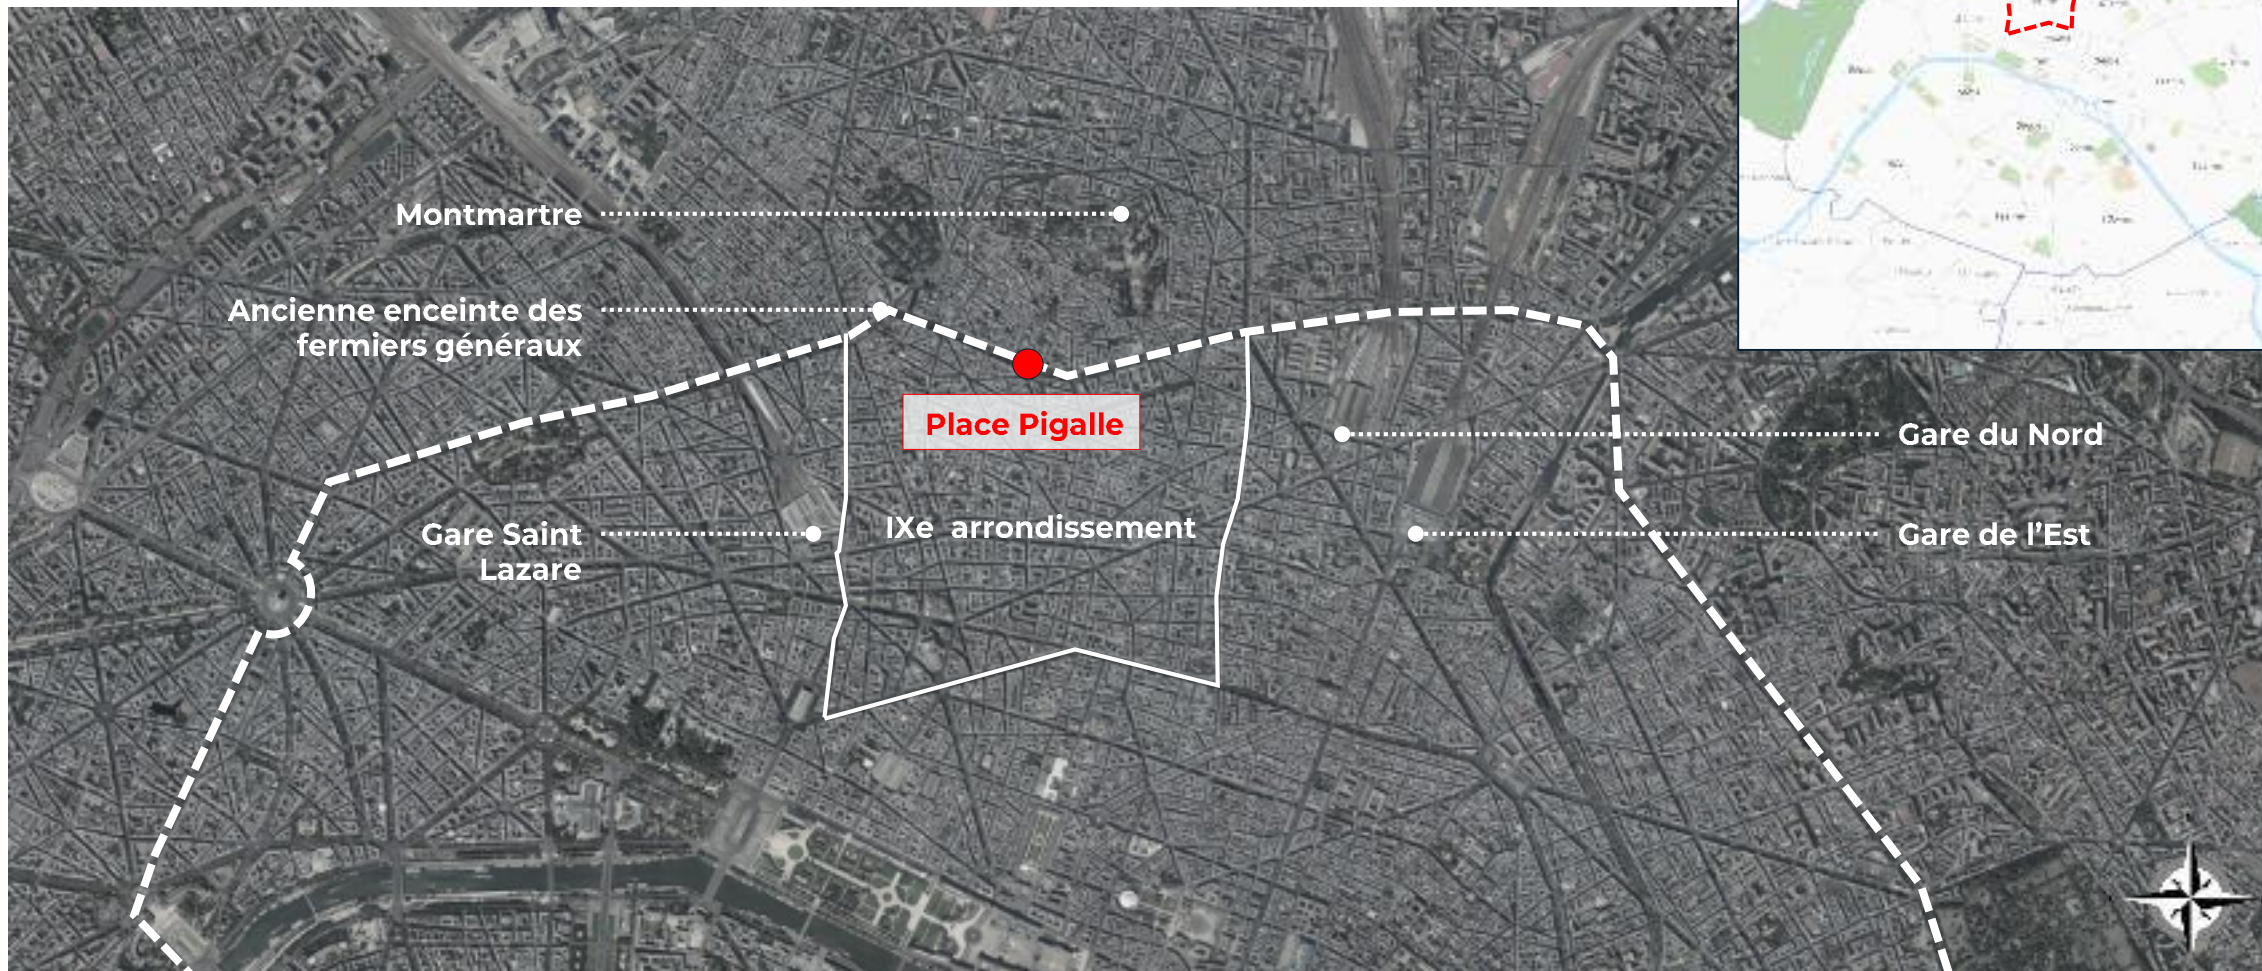 Montmartre
Ancienne enceinte des
fermiers généraux
Place Pigalle
Gare du Nord
IXe arrondissement
Gare Saint
Lazare
Gare de l'Est